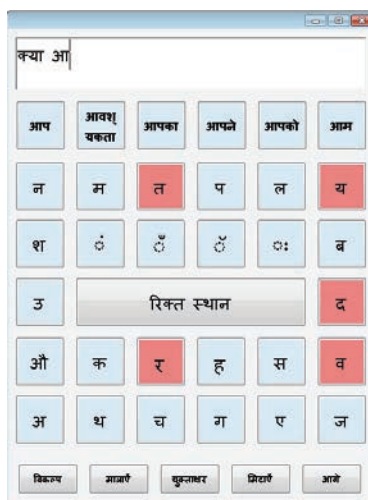 क्या आ
आप आवश्यकता आपका आपने आपको आम
न म त प ल य
श ं ँ ॅ ः ब
उ रिक्त स्थान द
औ क र ह स व
अ थ च ग ए ज
विकल्प मात्राएँ युक्ताक्षर मिटाएँ आगे